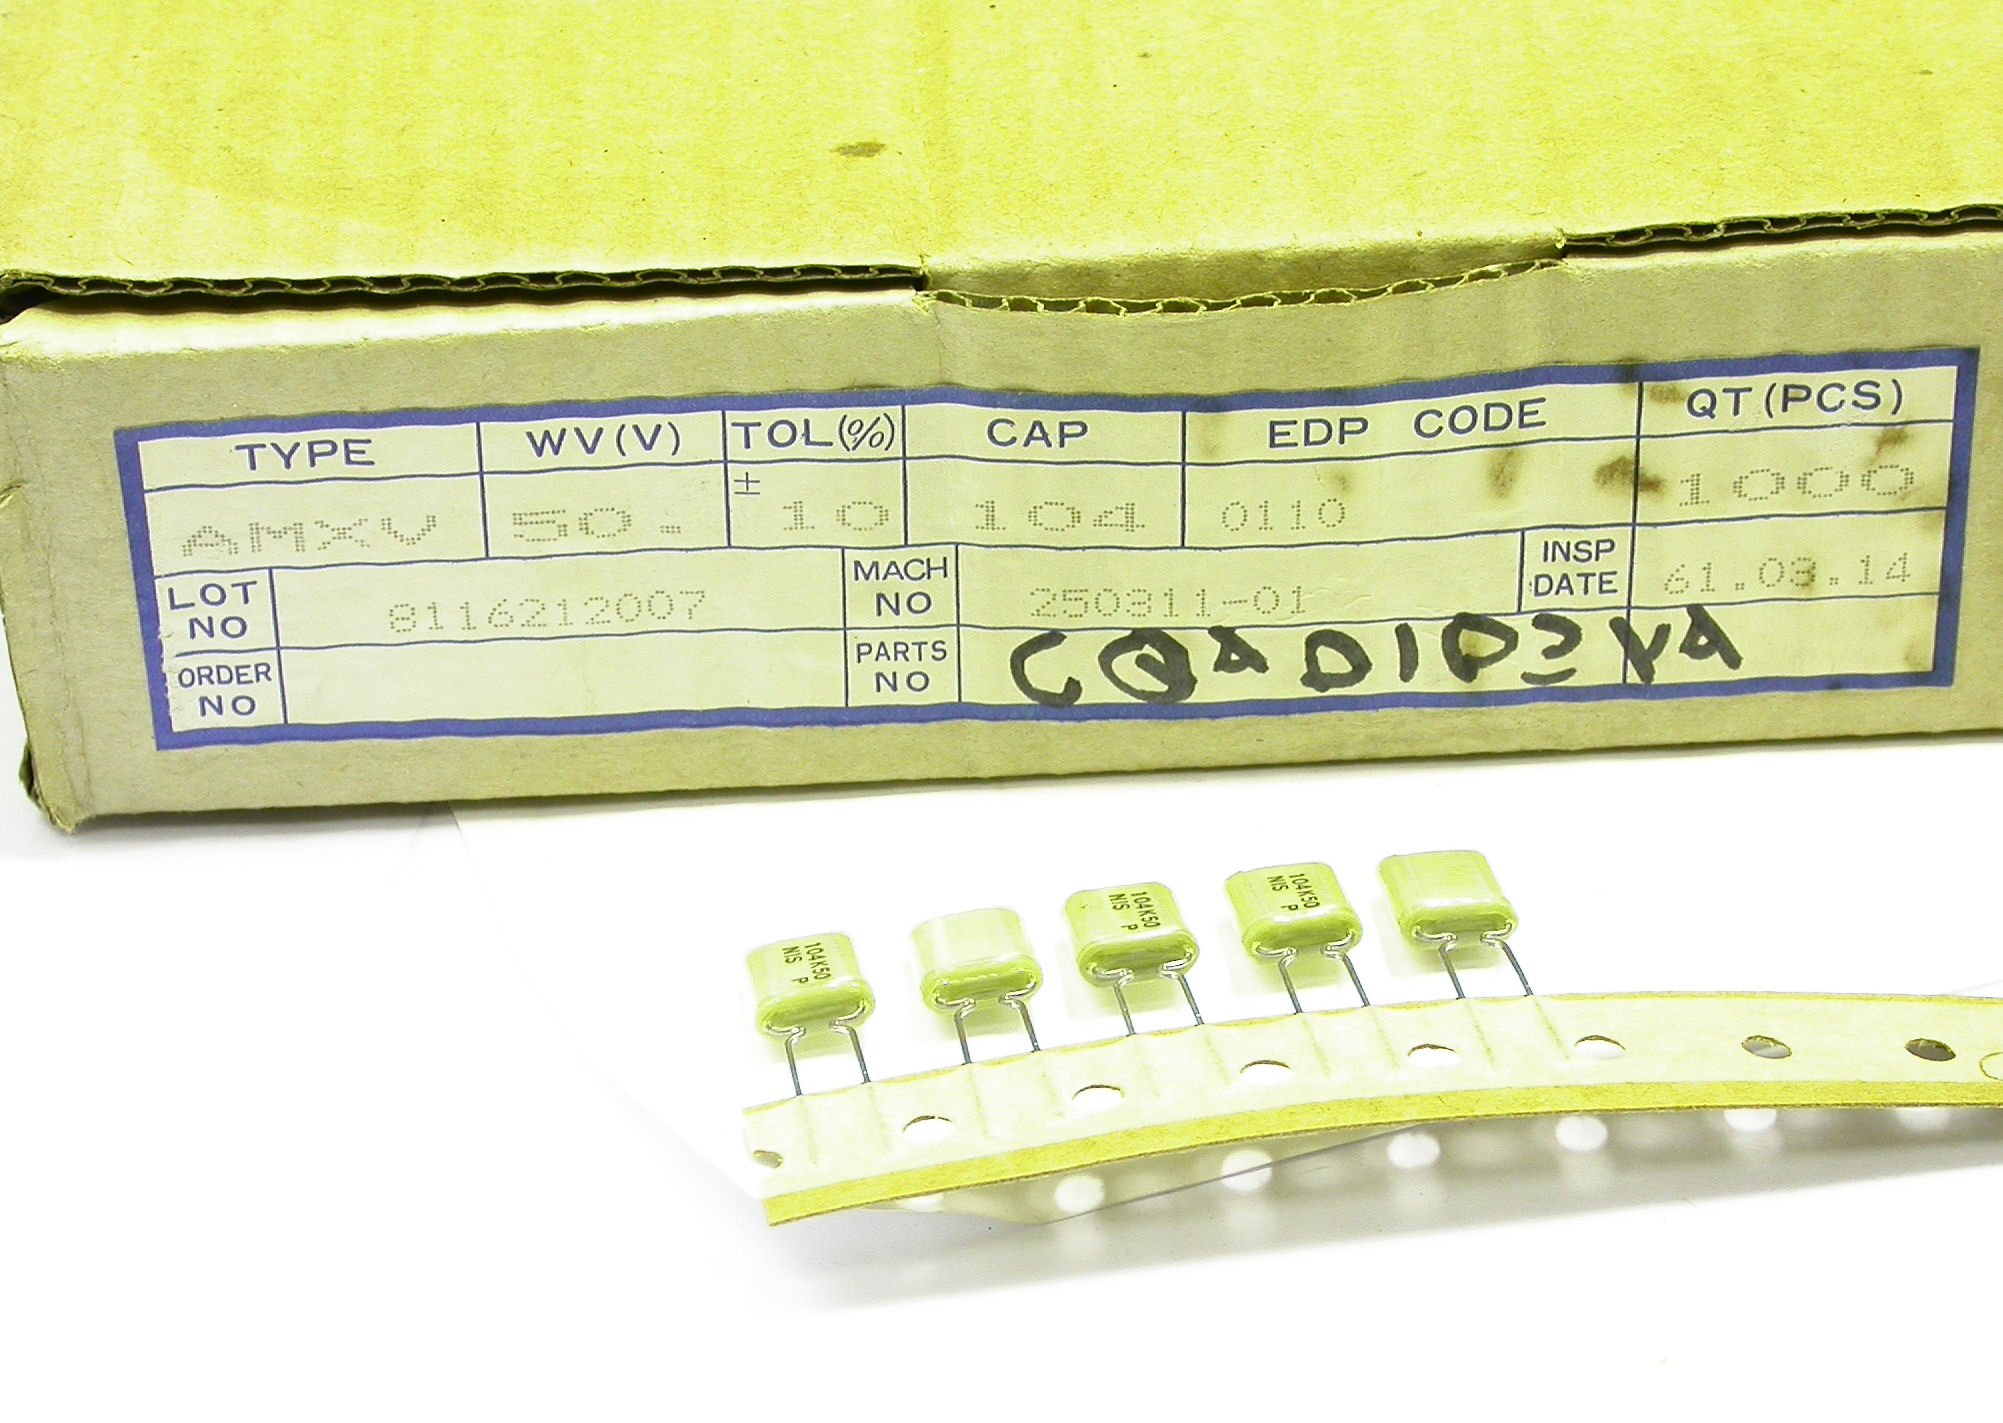 TYPE WV(V) TOL(%) CAP EDP CODE QT(PCS)
AMXV 50. ± 10 104 0110 1000
LOT NO 8116212007 MACH NO 250311-01 INSP DATE 61.03.14
ORDER NO PARTS NO
104K50
NIS P
104K50
NIS P
104K50
NIS P